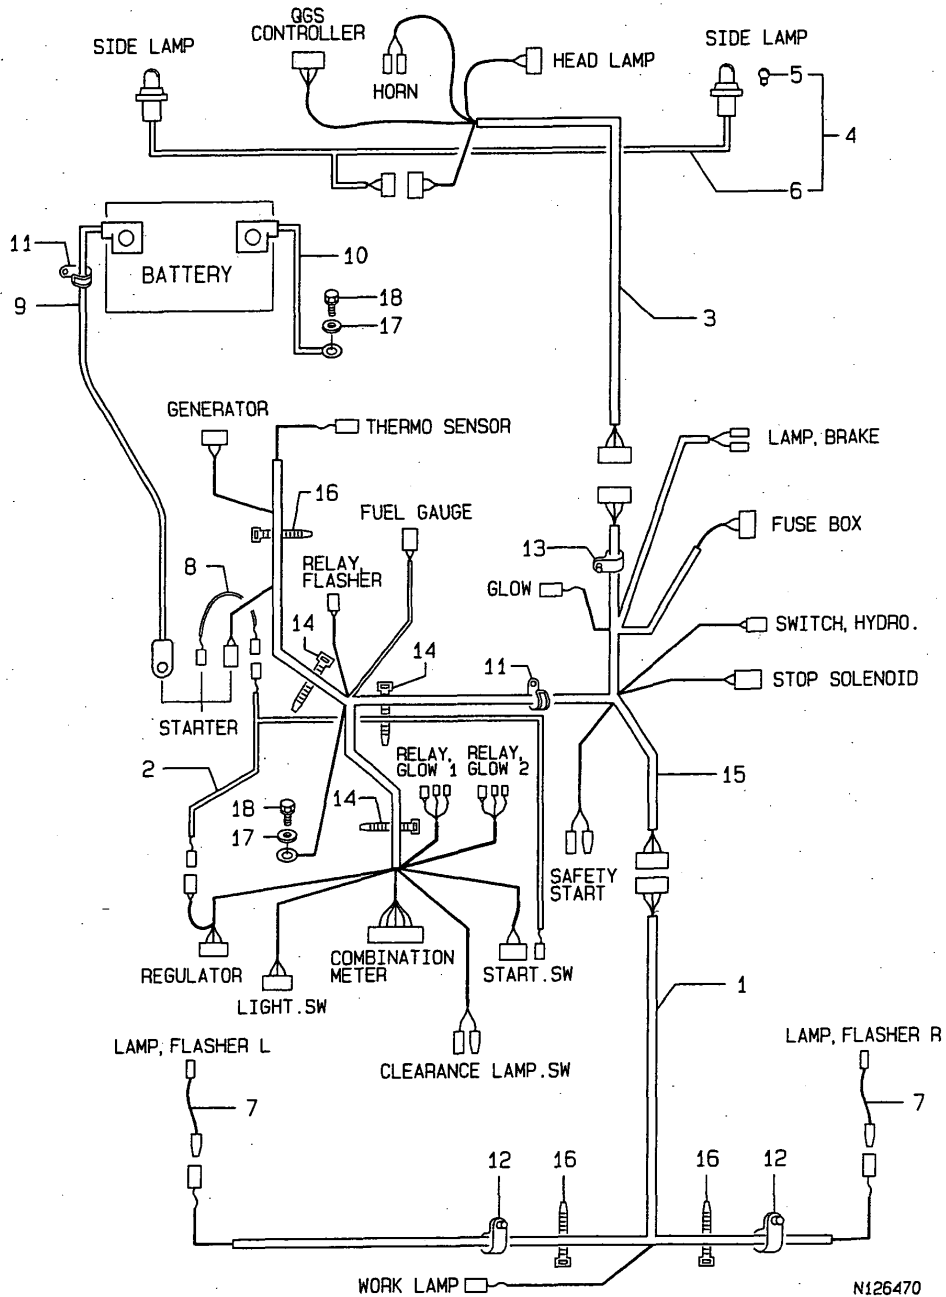 QGS
CONTROLLER
SIDE LAMP
HORN
HEAD LAMP
SIDE LAMP
5
4
6
11
9
BATTERY
10
18
17
3
GENERATOR
THERMO SENSOR
16
FUEL GAUGE
LAMP, BRAKE
FUSE BOX
13
8
RELAY,
FLASHER
GLOW
14
14
11
SWITCH, HYDRO.
STOP SOLENOID
STARTER
2
RELAY,
GLOW 1
RELAY,
GLOW 2
15
18
14
17
SAFETY
START
REGULATOR
COMBINATION
METER
START.SW
LIGHT.SW
1
CLEARANCE LAMP.SW
LAMP, FLASHER L
LAMP, FLASHER R
7
7
12
16
16
12
WORK LAMP
N126470